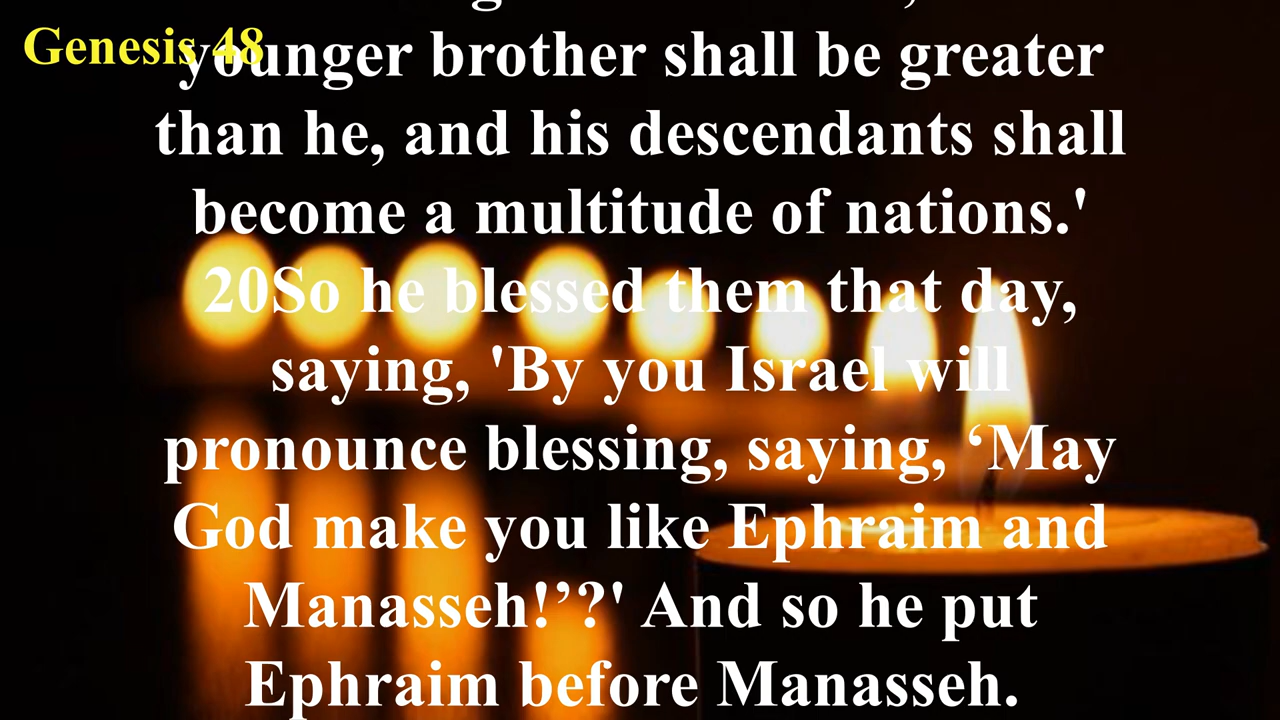 Genesis 48
younger brother shall be greater
than he, and his descendants shall
become a multitude of nations.'
20So he blessed them that day,
saying, 'By you Israel will
pronounce blessing, saying, ‘May
God make you like Ephraim and
Manasseh!’?' And so he put
Ephraim before Manasseh.